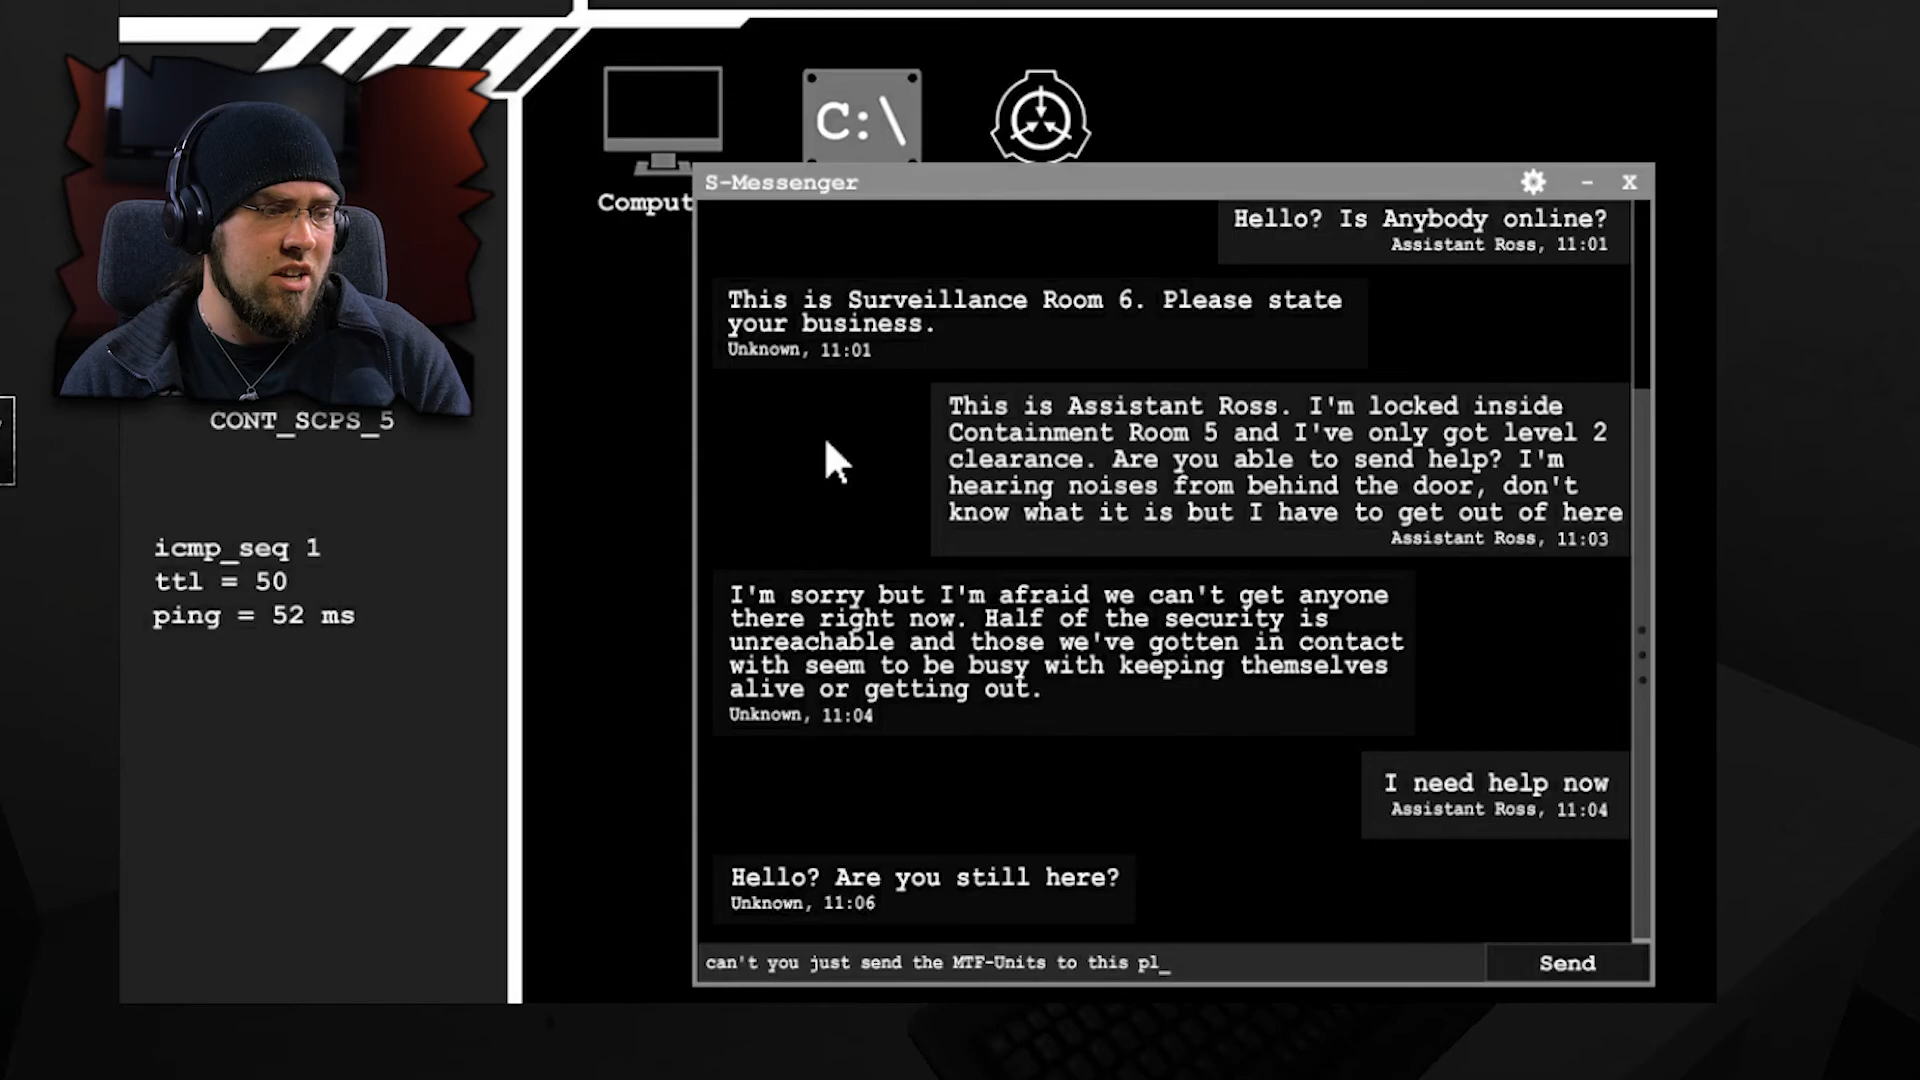 C:\
Comput
S-Messenger
- X
Hello? Is Anybody online?
Assistant Ross, 11:01
This is Surveillance Room 6. Please state
your business.
Unknown, 11:01
This is Assistant Ross. I'm locked inside
Containment Room 5 and I've only got level 2
clearance. Are you able to send help? I'm
hearing noises from behind the door, don't
know what it is but I have to get out of here
Assistant Ross, 11:03
I'm sorry but I'm afraid we can't get anyone
there right now. Half of the security is
unreachable and those we've gotten in contact
with seem to be busy with keeping themselves
alive or getting out.
Unknown, 11:04
I need help now
Assistant Ross, 11:04
Hello? Are you still here?
Unknown, 11:06
can't you just send the MTF-Units to this pl_
Send
CONT_SCPS_5
icmp_seq 1
ttl = 50
ping = 52 ms